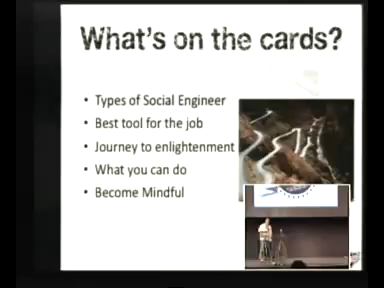 What's on the cards?
• Types of Social Engineer
• Best tool for the job
• Journey to enlightenment
• What you can do
• Become Mindful